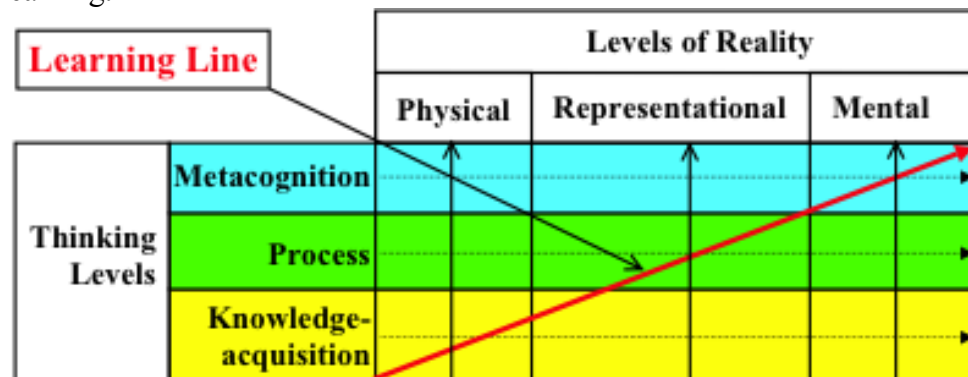 Learning Line
Levels of Reality
Physical
Representational
Mental
Thinking
Levels
Metacognition
Process
Knowledge-
acquisition